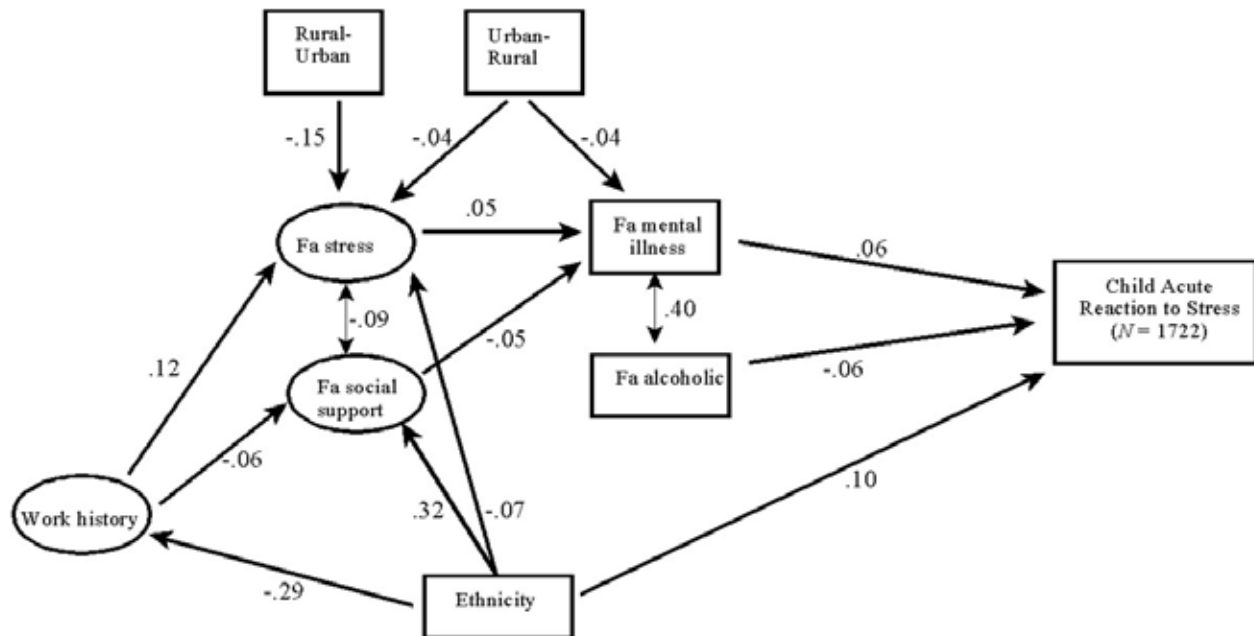 Rural-
Urban
Urban-
Rural
-.15
-.04
-.04
Fa stress
.05
Fa mental
illness
.06
Child Acute
Reaction to Stress
(N = 1722)
-.09
.40
-.05
Fa alcoholic
-.06
.12
Fa social
support
-.06
.10
Work history
.32
-.07
-.29
Ethnicity